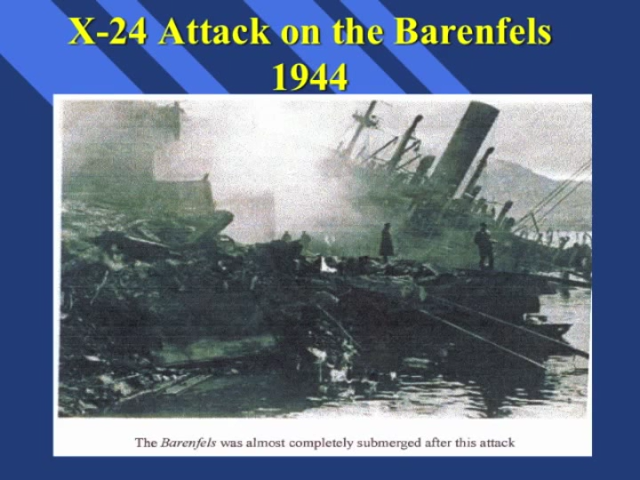 X-24 Attack on the Barenfels
1944
The Barenfels was almost completely submerged after this attack